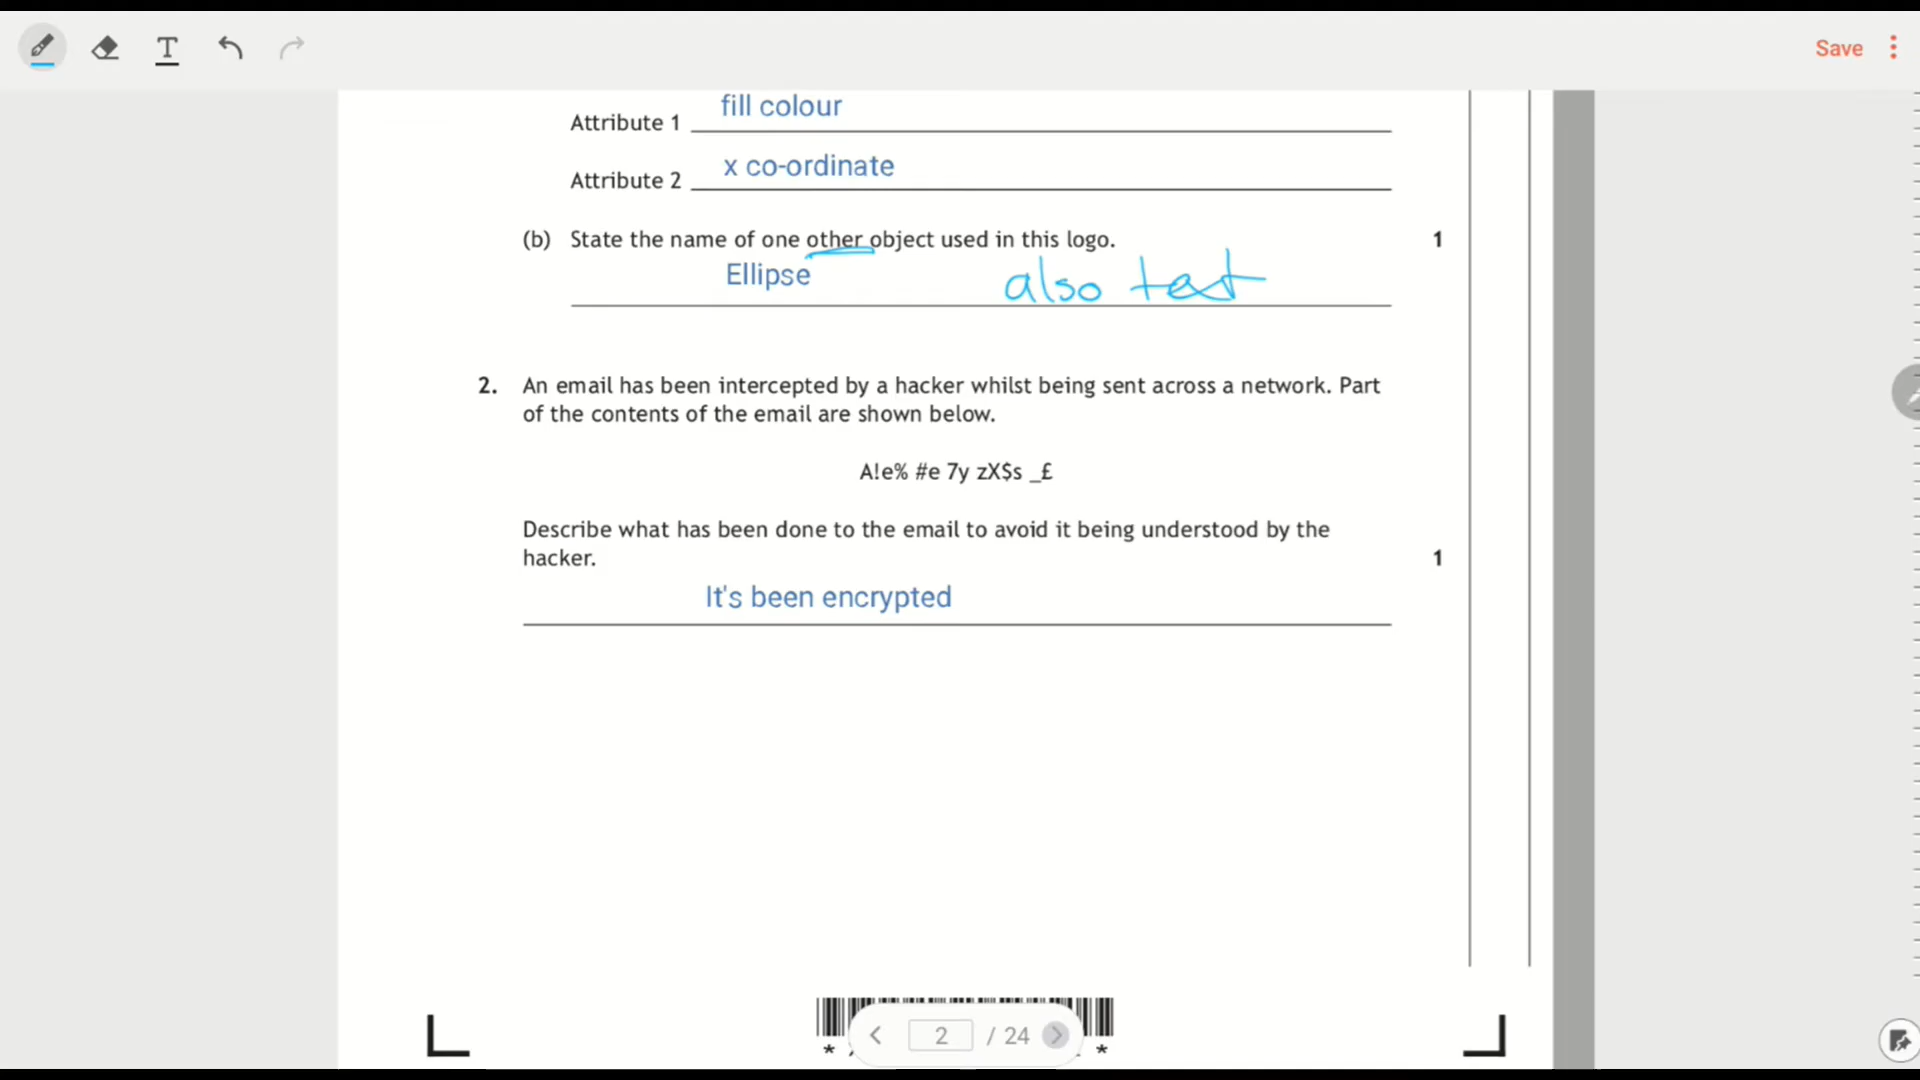 T
Save
fill colour
Attribute 1
x co-ordinate
Attribute 2
(b) State the name of one other object used in this logo. 1
Ellipse also text
2. An email has been intercepted by a hacker whilst being sent across a network. Part
of the contents of the email are shown below.
A!e% #e 7y zX$s _£
Describe what has been done to the email to avoid it being understood by the
hacker. 1
It's been encrypted
2 / 24
* *